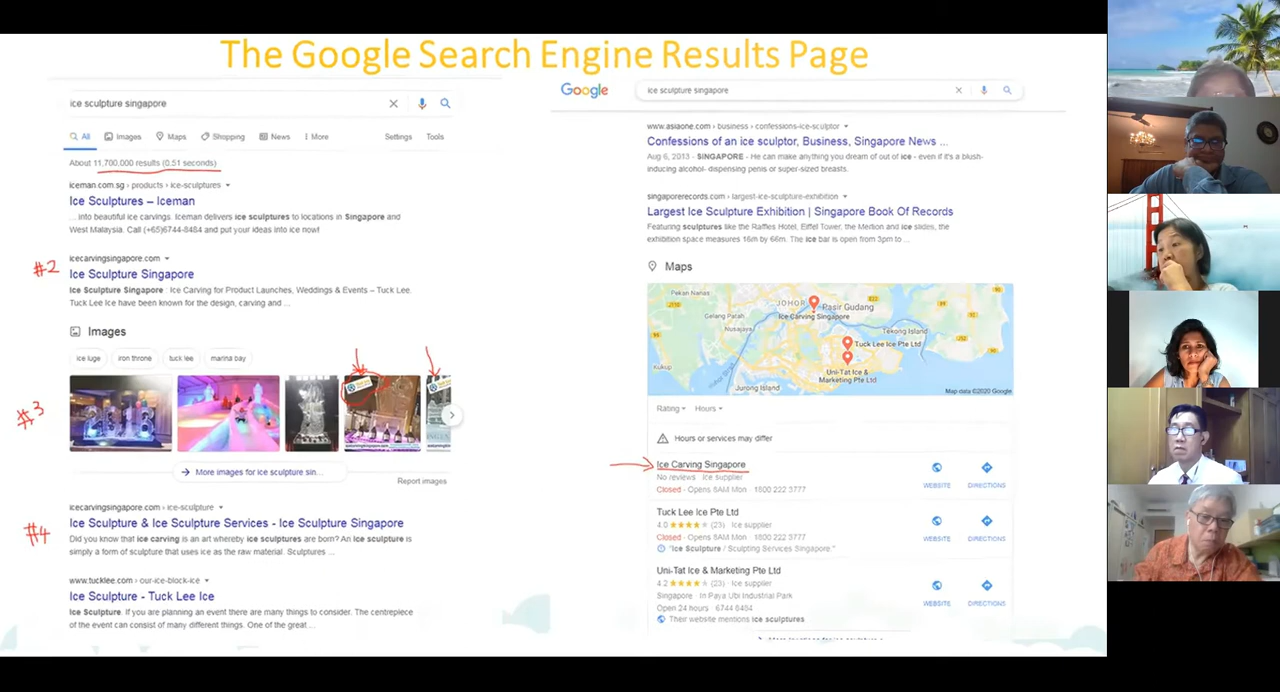 The Google Search Engine Results Page
ice sculpture singapore
All Images Maps Shopping News More Settings Tools
About 11,700,000 results (0.51 seconds)
iceman.com.sg › products › ice-sculptures
Ice Sculptures – Iceman
... into beautiful ice carvings. Iceman delivers ice sculptures to locations in Singapore and
West Malaysia. Call (+65)6744-8484 and put your ideas into ice now!
#2
icecarvingsingapore.com
Ice Sculpture Singapore
Ice Sculpture Singapore · Ice Carving for Product Launches, Weddings & Events – Tuck Lee.
Tuck Lee Ice have been known for the design, carving and ...
Images
ice luge iron throne tuck lee marina bay
#3
More images for ice sculpture sin...
Report images
icecarvingsingapore.com › ice-sculpture
#4
Ice Sculpture & Ice Sculpture Services - Ice Sculpture Singapore
Did you know that ice carving is an art whereby ice sculptures are born? An Ice sculpture is
simply a form of sculpture that uses ice as the raw material. Sculptures ...
www.tucklee.com › our-ice-block-ice
Ice Sculpture - Tuck Lee Ice
Ice Sculpture. If you are planning an event there are many things to consider. The centrepiece
of the event can consist of many different things. One of the great ...
Google
ice sculpture singapore
www.asiaone.com › business › confessions-ice-sculptor
Confessions of an ice sculptor, Business, Singapore News ...
Aug 6, 2013 - SINGAPORE - He can make anything you dream of out of ice - even if it's a blush-
inducing alcohol- dispensing penis or super-sized breasts.
singaporerecords.com › largest-ice-sculpture-exhibition
Largest Ice Sculpture Exhibition | Singapore Book Of Records
Featuring sculptures like the Raffles Hotel, Eiffel Tower, the Merlion and ice slides, the
exhibition space measures 16m by 66m. The ice bar is open from 3pm to ...
Maps
Pekan Nanas
JOHOR
Pasir Gudang
Gelang Patah
Ice Carving Singapore
Nusajaya
Tekong Island
Tuck Lee Ice Pte Ltd
Kukup
Uni-Tat Ice &
Marketing Pte Ltd
Jurong Island
Map data ©2020 Google
Rating Hours
Hours or services may differ
Ice Carving Singapore
No reviews · Ice supplier
Closed · Opens 8AM Mon · 1800 222 3777
WEBSITE DIRECTIONS
Tuck Lee Ice Pte Ltd
4.0 (23) · Ice supplier
Closed · Opens 8AM Mon · 1800 222 3777
"Ice Sculpture / Sculpting Services Singapore."
WEBSITE DIRECTIONS
Uni-Tat Ice & Marketing Pte Ltd
4.2 (23) · Ice supplier
Singapore · In Paya Ubi Industrial Park
Open 24 hours · 6744 8484
Their website mentions ice sculptures
WEBSITE DIRECTIONS